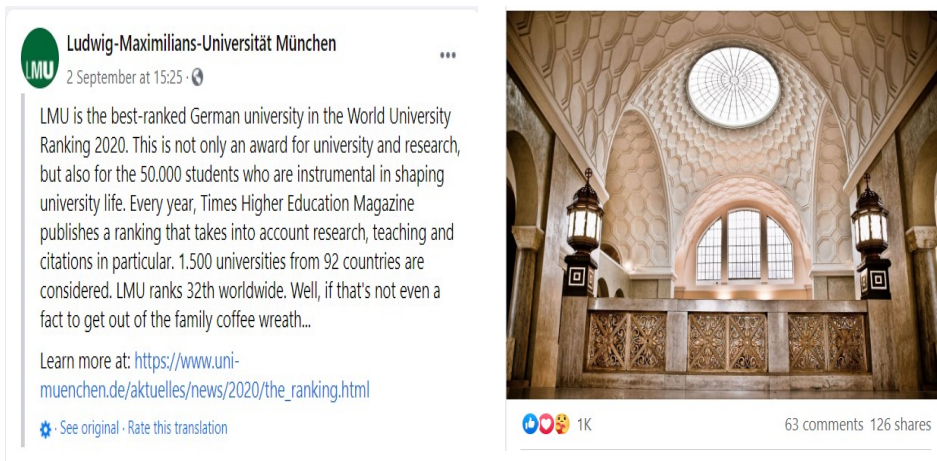 Ludwig-Maximilians-Universität München
LMU
2 September at 15:25 ·
LMU is the best-ranked German university in the World University
Ranking 2020. This is not only an award for university and research,
but also for the 50.000 students who are instrumental in shaping
university life. Every year, Times Higher Education Magazine
publishes a ranking that takes into account research, teaching and
citations in particular. 1.500 universities from 92 countries are
considered. LMU ranks 32th worldwide. Well, if that's not even a
fact to get out of the family coffee wreath...
Learn more at: https://www.uni-
muenchen.de/aktuelles/news/2020/the_ranking.html
· See original · Rate this translation
1K
63 comments 126 shares